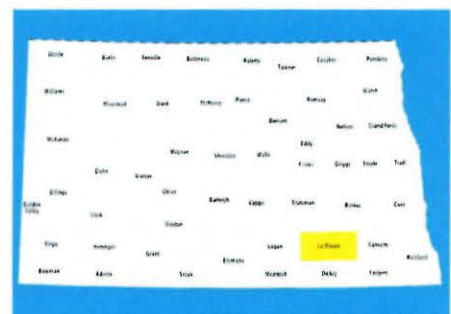 Divide Burke Renville Bottineau Rolette Towner Cavalier Pembina
Williams Mountrail Ward McHenry Pierce Ramsey Walsh
Benson Nelson Grand Forks
McKenzie McLean Sheridan Wells Eddy
Foster Griggs Steele Traill
Dunn Mercer
Billings Oliver Burleigh Kidder Stutsman Barnes Cass
Golden
Valley
Stark Morton
Slope Hettinger Grant Emmons Logan La Moure Ransom Richland
Bowman Adams Sioux McIntosh Dickey Sargent